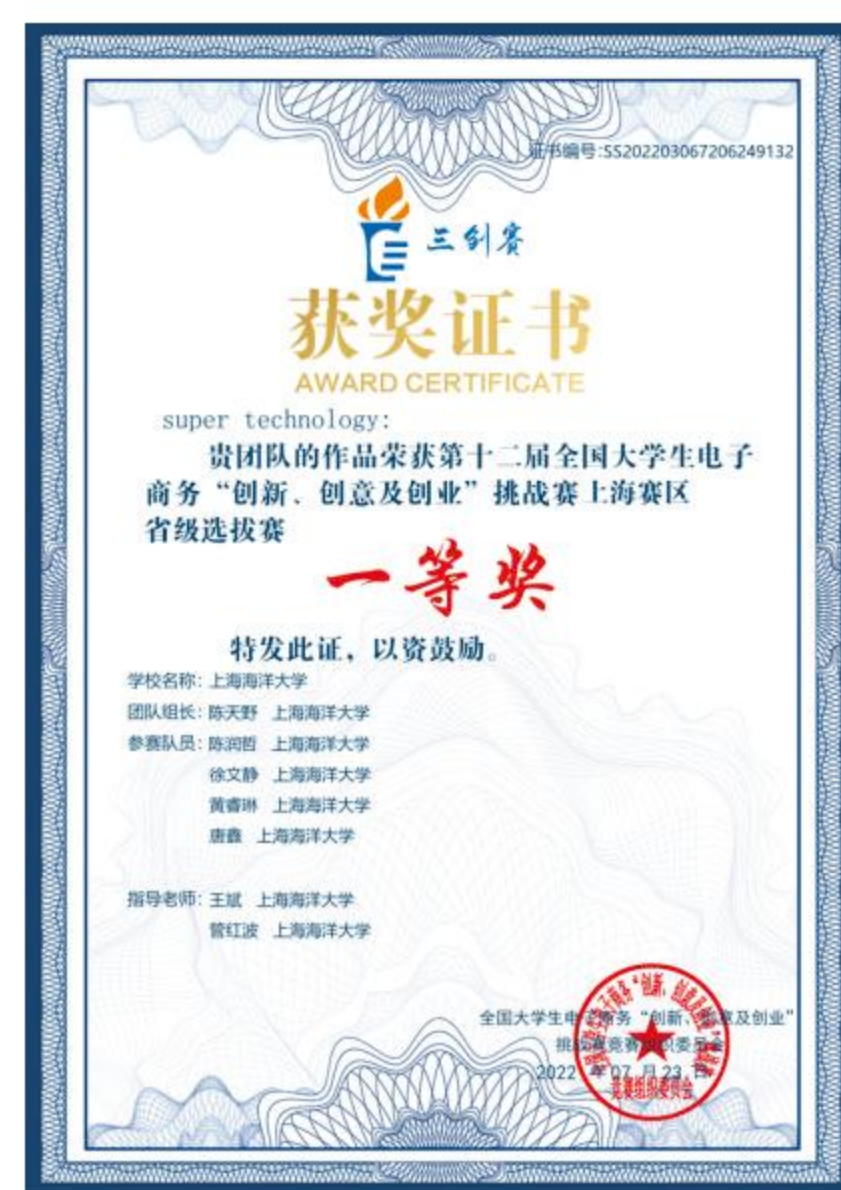 证书编号:SS202203067206249132
三创赛
获奖证书
AWARD CERTIFICATE
super technology:
贵团队的作品荣获第十二届全国大学生电子
商务“创新、创意及创业”挑战赛上海赛区
省级选拔赛
一等奖
特发此证，以资鼓励。
学校名称: 上海海洋大学
团队组长: 陈天野 上海海洋大学
参赛队员: 陈润哲 上海海洋大学
徐文静 上海海洋大学
黄睿琳 上海海洋大学
唐鑫 上海海洋大学
指导老师: 王斌 上海海洋大学
管红波 上海海洋大学
全国大学生电子商务“创新、创意及创业”
挑战赛竞赛组织委员会
2022 年 07 月 23 日
竞赛组织委员会